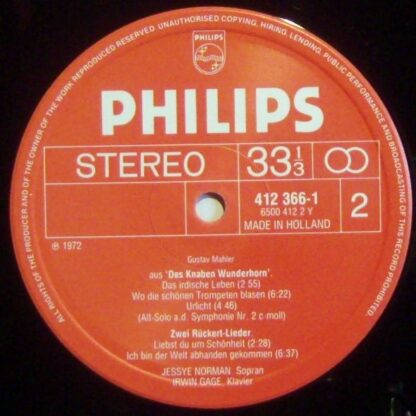 ALL RIGHTS OF THE PRODUCER AND OF THE OWNER OF THE WORK REPRODUCED RESERVED UNAUTHORISED COPYING, HIRING, LENDING, PUBLIC PERFORMANCE AND BROADCASTING OF THIS RECORD PROHIBITED.
PHILIPS
PHILIPS
STEREO
33 1/3
412 366-1
6500 412 2 Y
MADE IN HOLLAND
2
℗ 1972
Gustav Mahler
aus 'Des Knaben Wunderhorn'.
Das irdische Leben (2 55)
Wo die schönen Trompeten blasen (6:22)
Urlicht (4 46)
(Alt-Solo a.d. Symphonie Nr. 2 c-moll)
Zwei Rückert-Lieder.
Liebst du um Schönheit (2:28)
Ich bin der Welt abhanden gekommen (6:37)
JESSYE NORMAN Sopran
IRWIN GAGE, Klavier